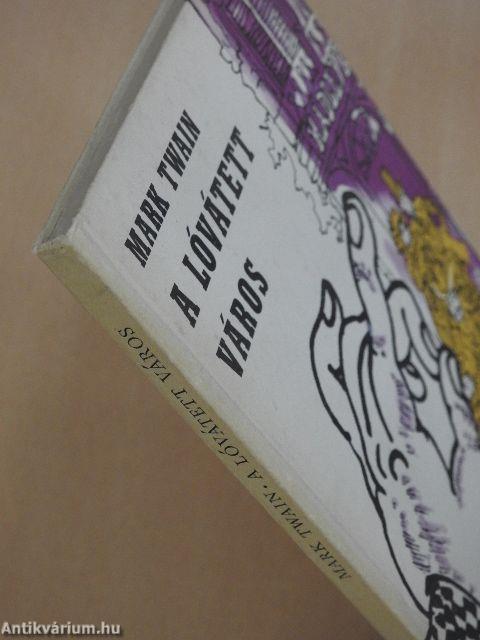 MARK TWAIN
A LÓVÁTETT
VÁROS
MARK TWAIN • A LÓVÁTETT VÁROS
Antikvárium.hu